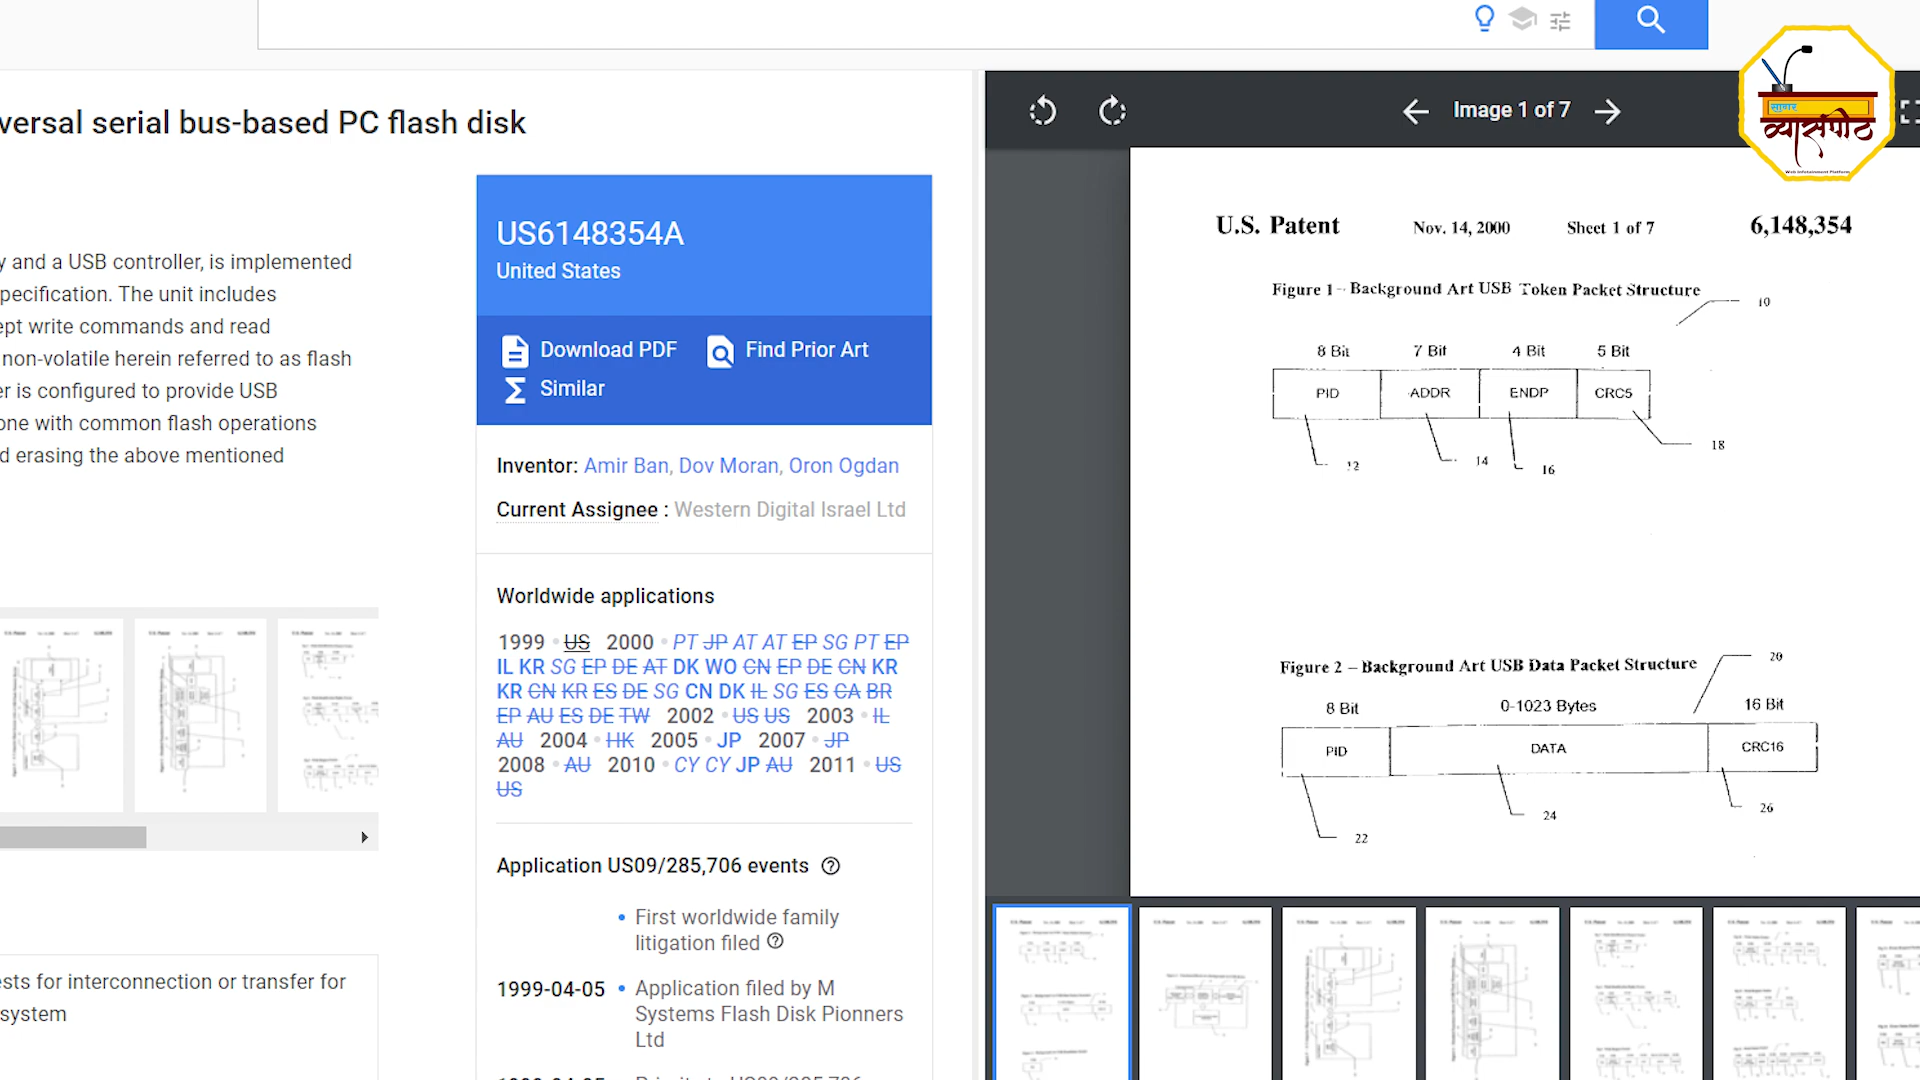 versal serial bus-based PC flash disk
y and a USB controller, is implemented
pecification. The unit includes
ept write commands and read
non-volatile herein referred to as flash
er is configured to provide USB
one with common flash operations
d erasing the above mentioned
sts for interconnection or transfer for
system
US6148354A
United States
Download PDF Find Prior Art
Similar
Inventor: Amir Ban, Dov Moran, Oron Ogdan
Current Assignee : Western Digital Israel Ltd
Worldwide applications
1999 • US 2000 • PT JP AT AT EP SG PT EP
IL KR SG EP DE AT DK WO CN EP DE CN KR
KR CN KR ES DE SG CN DK IL SG ES CA BR
EP AU ES DE TW 2002 • US US 2003 • IL
AU 2004 • HK 2005 • JP 2007 • JP
2008 • AU 2010 • CY CY JP AU 2011 • US
US
Application US09/285,706 events
• First worldwide family
litigation filed
1999-04-05 • Application filed by M
Systems Flash Disk Pionners
Ltd
Image 1 of 7
U.S. Patent Nov. 14, 2000 Sheet 1 of 7 6,148,354
Figure 1 - Background Art USB Token Packet Structure
10
8 Bit 7 Bit 4 Bit 5 Bit
PID ADDR ENDP CRC5
12 14 16 18
Figure 2 – Background Art USB Data Packet Structure
20
8 Bit 0-1023 Bytes 16 Bit
PID DATA CRC16
22 24 26
सागर
व्यासपीठ
Web Infotainment Platform